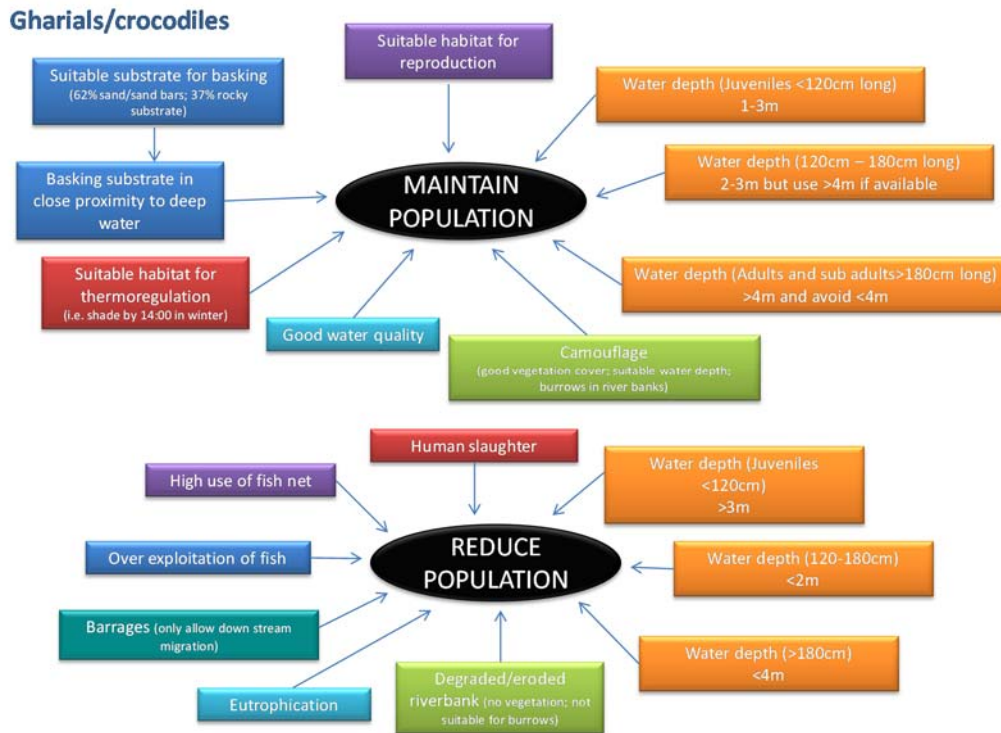 Gharials/crocodiles
Suitable habitat for
reproduction
Suitable substrate for basking
(62% sand/sand bars; 37% rocky
substrate)
Water depth (Juveniles <120cm long)
1-3m
Basking substrate in
close proximity to deep
water
MAINTAIN
POPULATION
Water depth (120cm – 180cm long)
2-3m but use >4m if available
Suitable habitat for
thermoregulation
(i.e. shade by 14:00 in winter)
Water depth (Adults and sub adults>180cm long)
>4m and avoid <4m
Good water quality
Camouflage
(good vegetation cover; suitable water depth;
burrows in river banks)
Human slaughter
High use of fish net
Water depth (Juveniles
<120cm)
>3m
Over exploitation of fish
REDUCE
POPULATION
Water depth (120-180cm)
<2m
Barrages (only allow down stream
migration)
Water depth (>180cm)
<4m
Eutrophication
Degraded/eroded
riverbank (no vegetation; not
suitable for burrows)